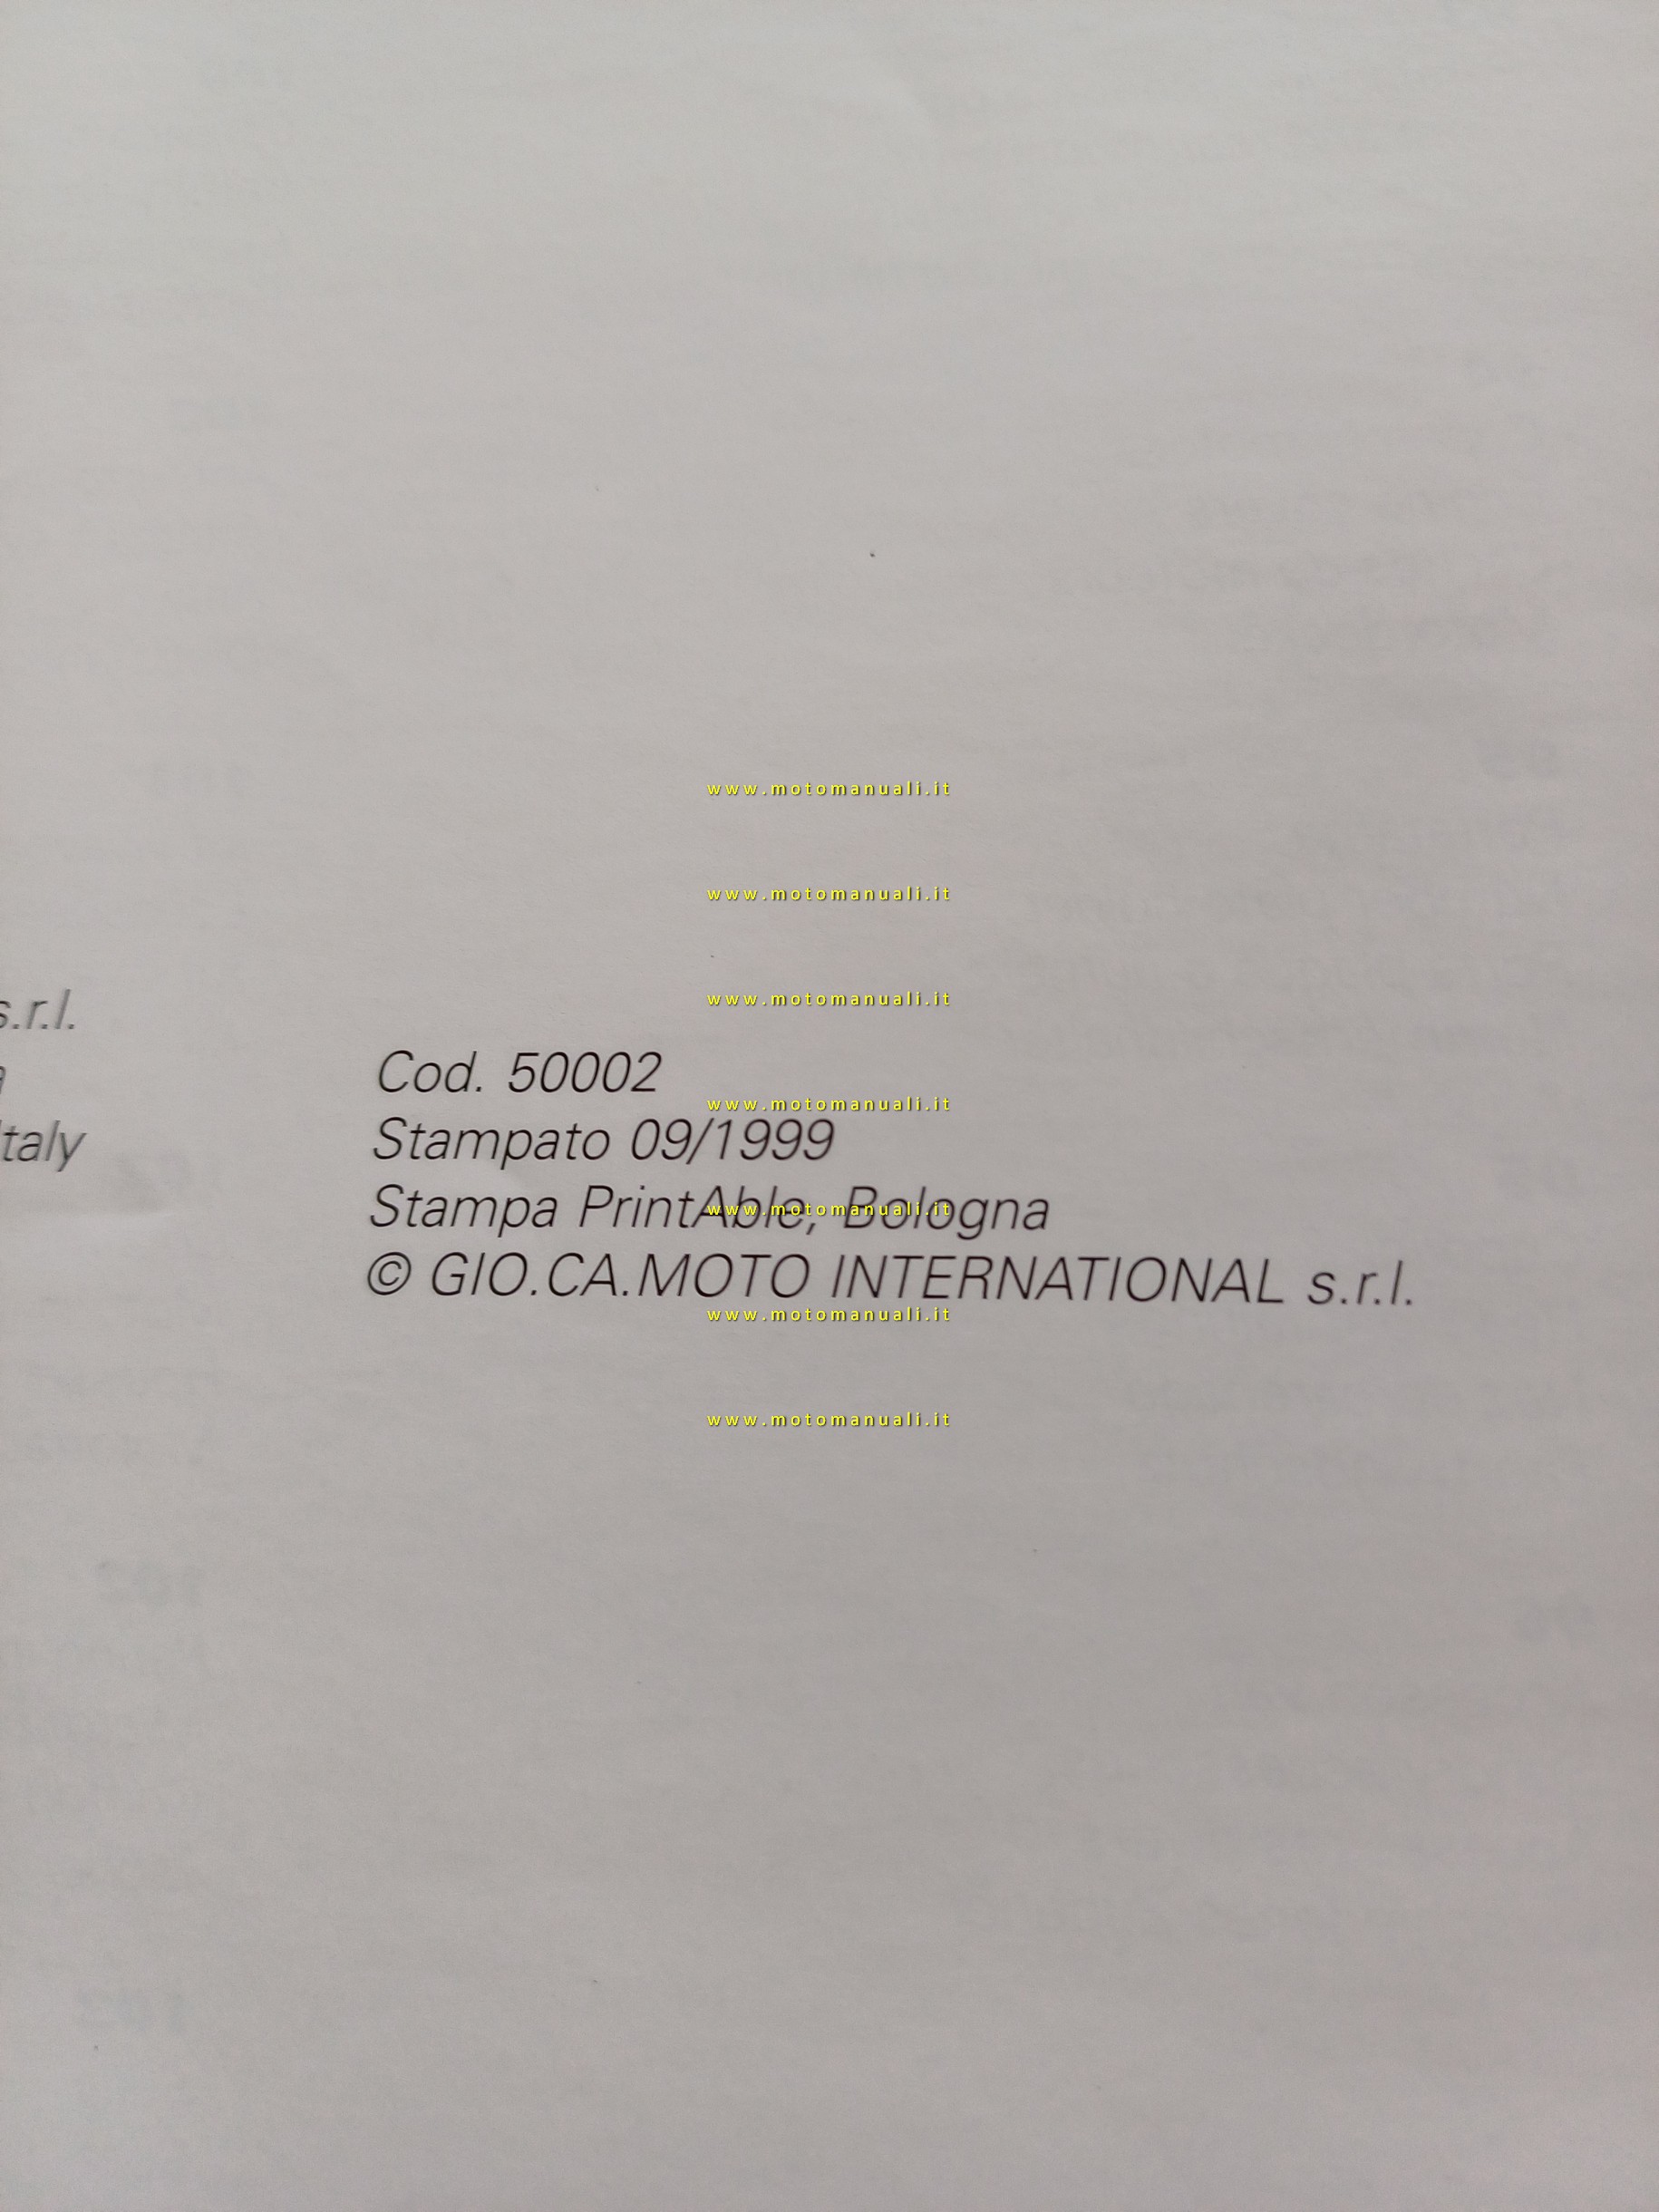 s.r.l.
Italy
Cod. 50002
Stampato 09/1999
Stampa PrintAble, Bologna
© GIO.CA.MOTO INTERNATIONAL s.r.l.
www.motomanuali.it
www.motomanuali.it
www.motomanuali.it
www.motomanuali.it
www.motomanuali.it
www.motomanuali.it
www.motomanuali.it